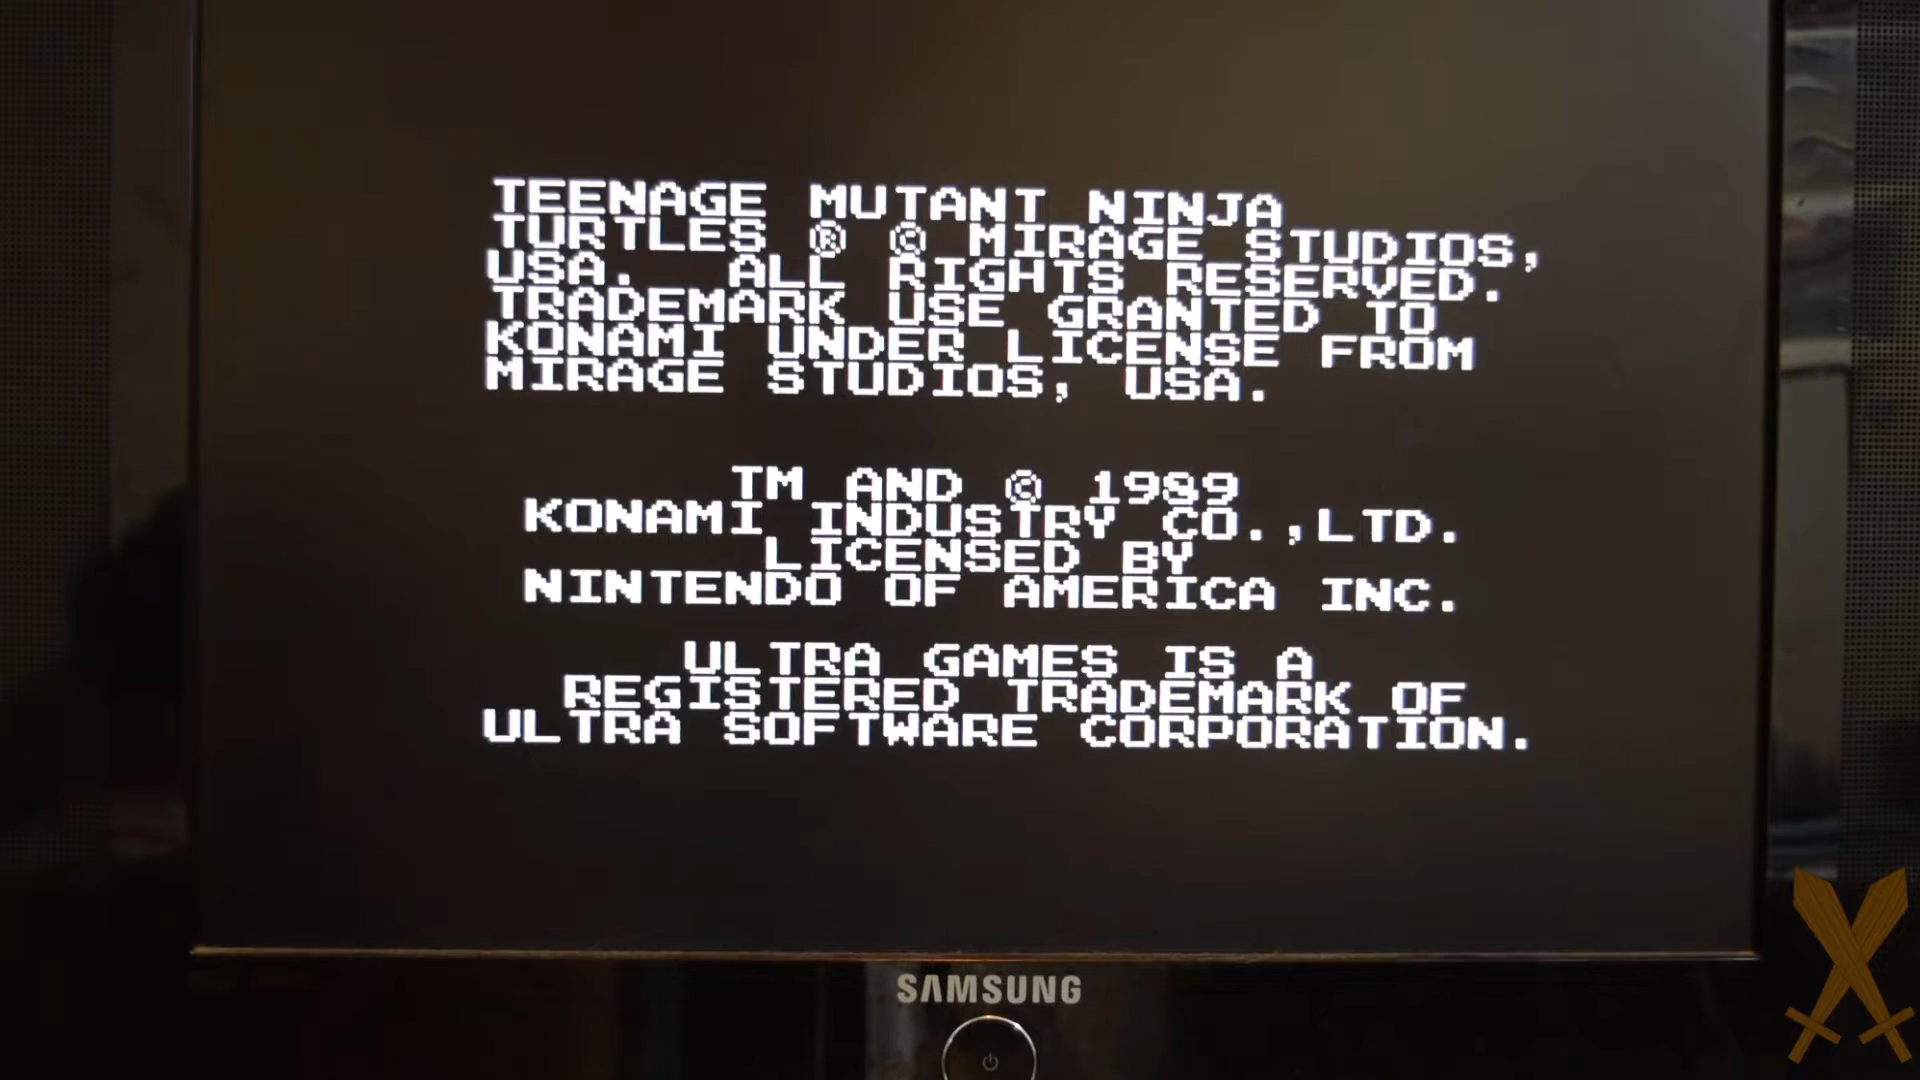 TEENAGE MUTANT NINJA
TURTLES ® © MIRAGE STUDIOS,
USA. ALL RIGHTS RESERVED.
TRADEMARK USE GRANTED TO
KONAMI UNDER LICENSE FROM
MIRAGE STUDIOS, USA.
TM AND © 1989
KONAMI INDUSTRY CO.,LTD.
LICENSED BY
NINTENDO OF AMERICA INC.
ULTRA GAMES IS A
REGISTERED TRADEMARK OF
ULTRA SOFTWARE CORPORATION.
SAMSUNG